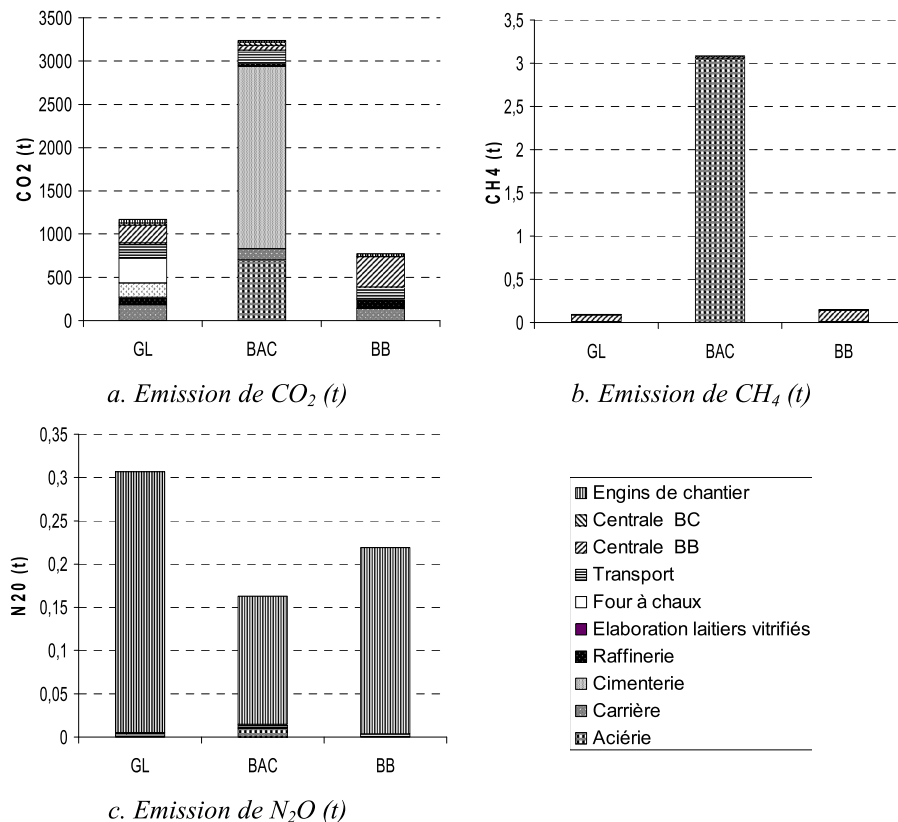 3500
3000
2500
2000
1500
1000
500
0
CO2 (t)
GL BAC BB
a. Emission de CO2 (t)
3,5
3
2,5
2
1,5
1
0,5
0
CH4 (t)
GL BAC BB
b. Emission de CH4 (t)
0,35
0,3
0,25
0,2
0,15
0,1
0,05
0
N20 (t)
GL BAC BB
c. Emission de N2O (t)
Engins de chantier
Centrale BC
Centrale BB
Transport
Four à chaux
Elaboration laitiers vitrifiés
Raffinerie
Cimenterie
Carrière
Aciérie